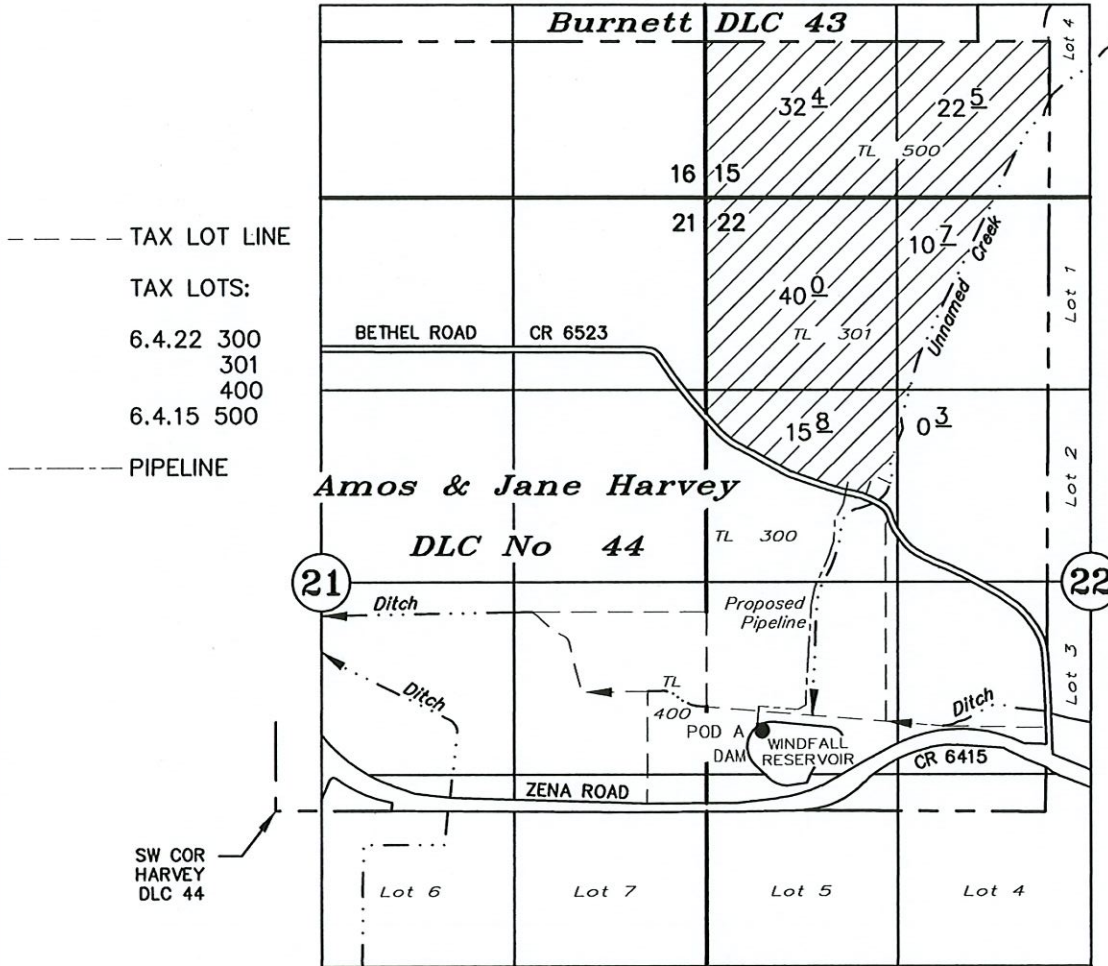 Burnett DLC 43
Lot 4
32 4
22 5
TL 500
16 15
21 22
TAX LOT LINE
TAX LOTS:
6.4.22 300
301
400
6.4.15 500
PIPELINE
10 7
40 0
TL 301
Unnamed Creek
Lot 1
BETHEL ROAD CR 6523
15 8
0 3
Lot 2
Amos & Jane Harvey
DLC No 44
TL 300
21
22
Ditch
Proposed
Pipeline
Lot 3
Ditch
TL
400
Ditch
POD A
DAM
WINDFALL
RESERVOIR
CR 6415
ZENA ROAD
SW COR
HARVEY
DLC 44
Lot 6
Lot 7
Lot 5
Lot 4